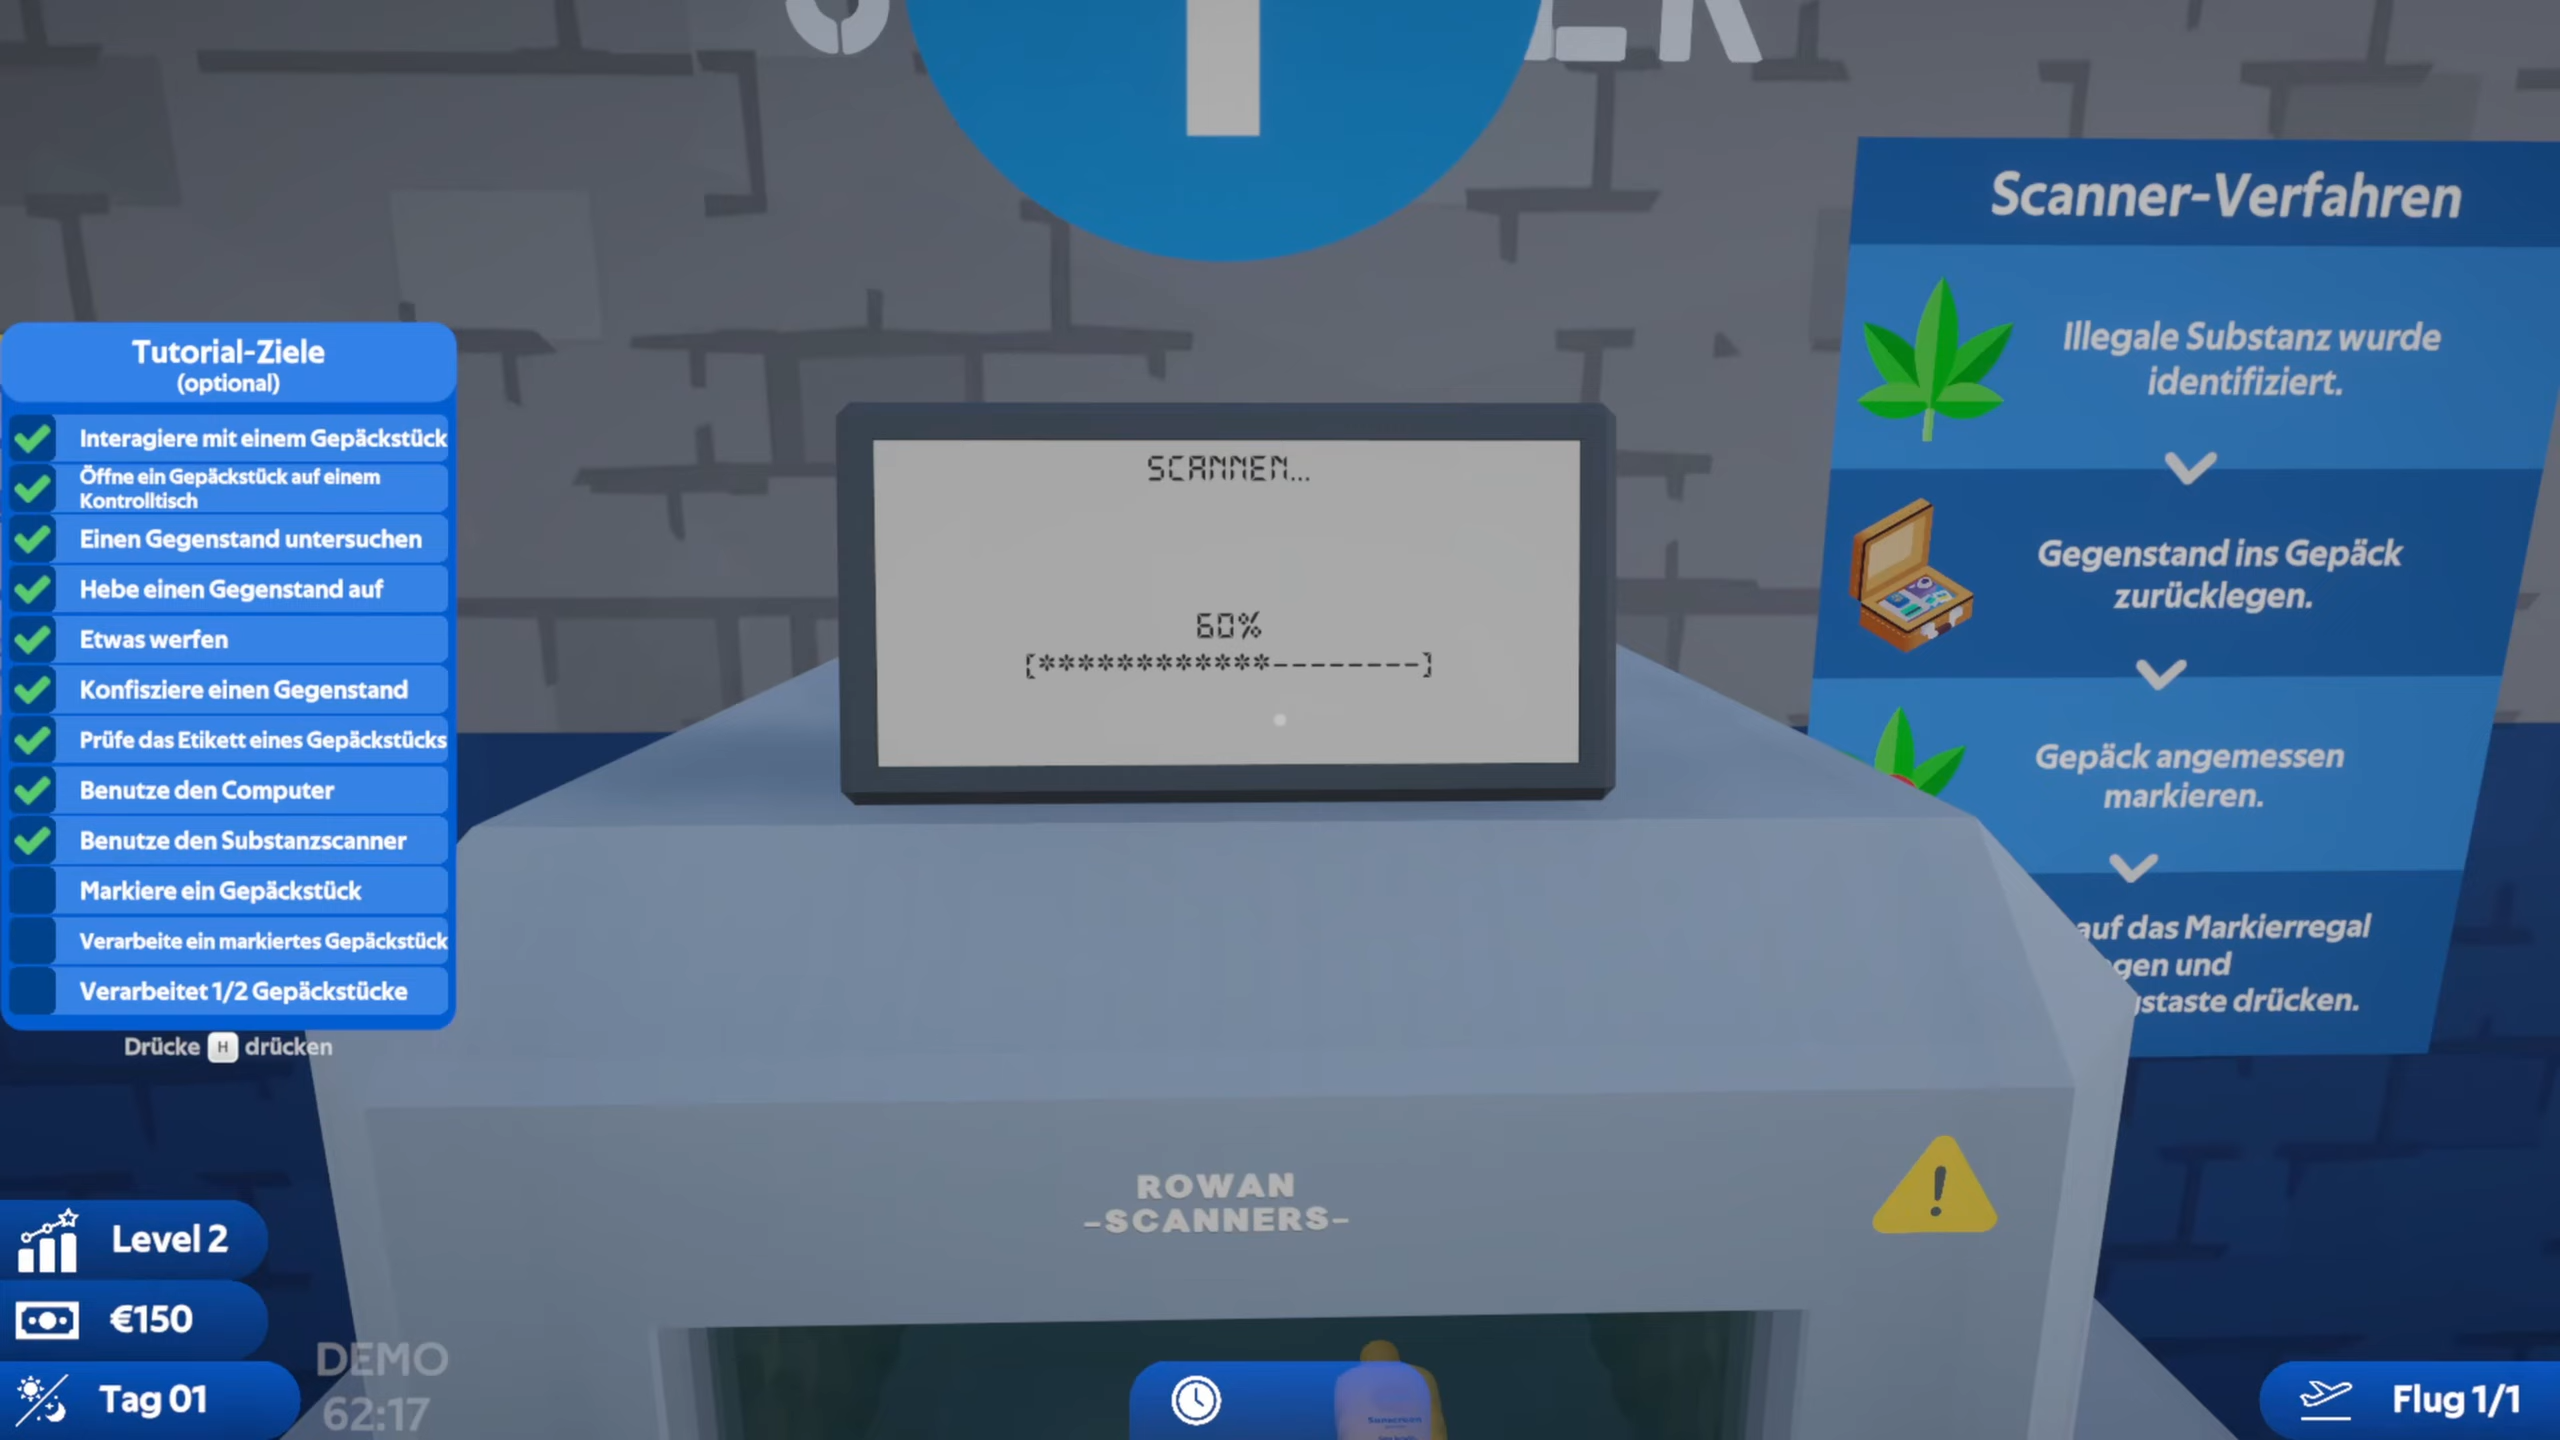 Scanner-Verfahren
Illegale Substanz wurde
identifiziert.
Gegenstand ins Gepäck
zurücklegen.
Gepäck angemessen
markieren.
auf das Markierregal
und
drücken.
Tutorial-Ziele
(optional)
Interagiere mit einem Gepäckstück
Öffne ein Gepäckstück auf einem
Kontrolltisch
Einen Gegenstand untersuchen
Hebe einen Gegenstand auf
Etwas werfen
Konfisziere einen Gegenstand
Prüfe das Etikett eines Gepäckstücks
Benutze den Computer
Benutze den Substanzscanner
Markiere ein Gepäckstück
Verarbeite ein markiertes Gepäckstück
Verarbeitet 1/2 Gepäckstücke
Drücke H drücken
SCANNEN...
60%
[************--------]
ROWAN
-SCANNERS-
!
Level 2
€150
Tag 01
DEMO
62:17
Sunscreen
Flug 1/1